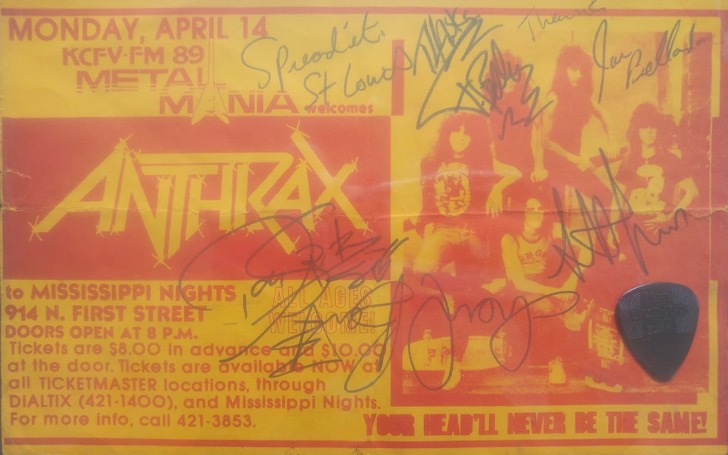 MONDAY, APRIL 14
KCFV-FM 89
METAL
MANIA welcomes
Spread it,
St Louis
Thanks
ANTHRAX
to MISSISSIPPI NIGHTS
914 N. FIRST STREET
ALL AGES
WELCOME!
DOORS OPEN AT 8 P.M.
Tickets are $8.00 in advance and $10.00
at the door. Tickets are available NOW at
all TICKETMASTER locations, through
DIALTIX (421-1400), and Mississippi Nights.
For more info, call 421-3853.
YOUR HEAD'LL NEVER BE THE SAME!